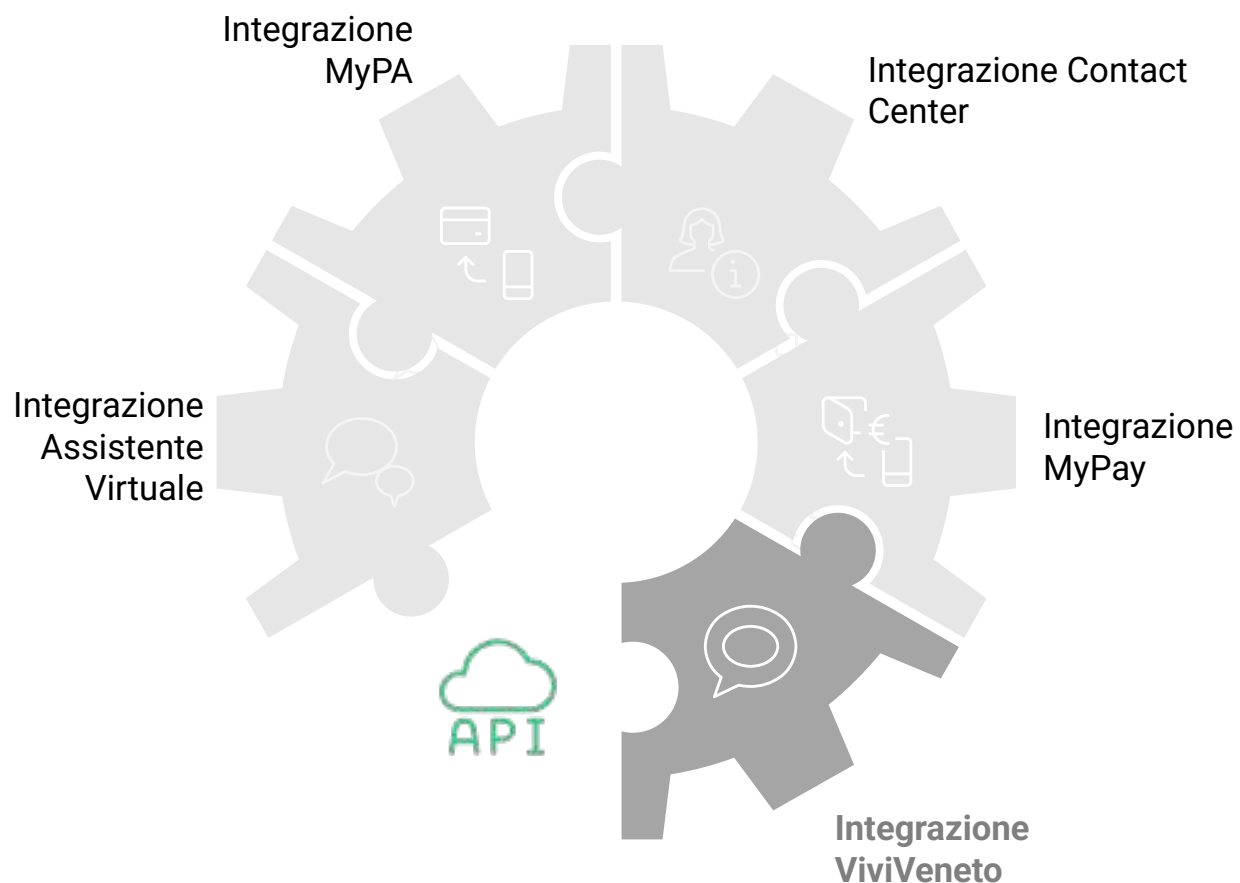 Integrazione
MyPA
Integrazione Contact
Center
Integrazione
Assistente
Virtuale
Integrazione
MyPay
API
Integrazione
ViviVeneto